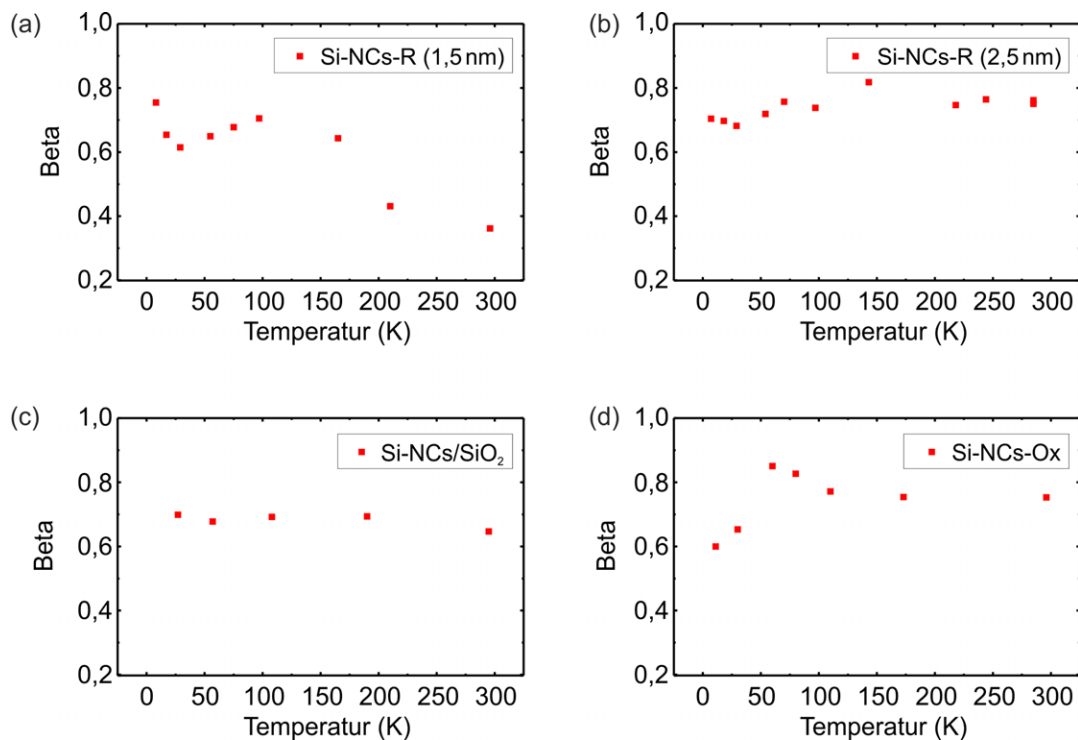 (a)
1,0
0,8
0,6
0,4
0,2
Beta
Si-NCs-R (1,5 nm)
0 50 100 150 200 250 300
Temperatur (K)
(b)
1,0
0,8
0,6
0,4
0,2
Beta
Si-NCs-R (2,5 nm)
0 50 100 150 200 250 300
Temperatur (K)
(c)
1,0
0,8
0,6
0,4
0,2
Beta
Si-NCs/SiO₂
0 50 100 150 200 250 300
Temperatur (K)
(d)
1,0
0,8
0,6
0,4
0,2
Beta
Si-NCs-Ox
0 50 100 150 200 250 300
Temperatur (K)